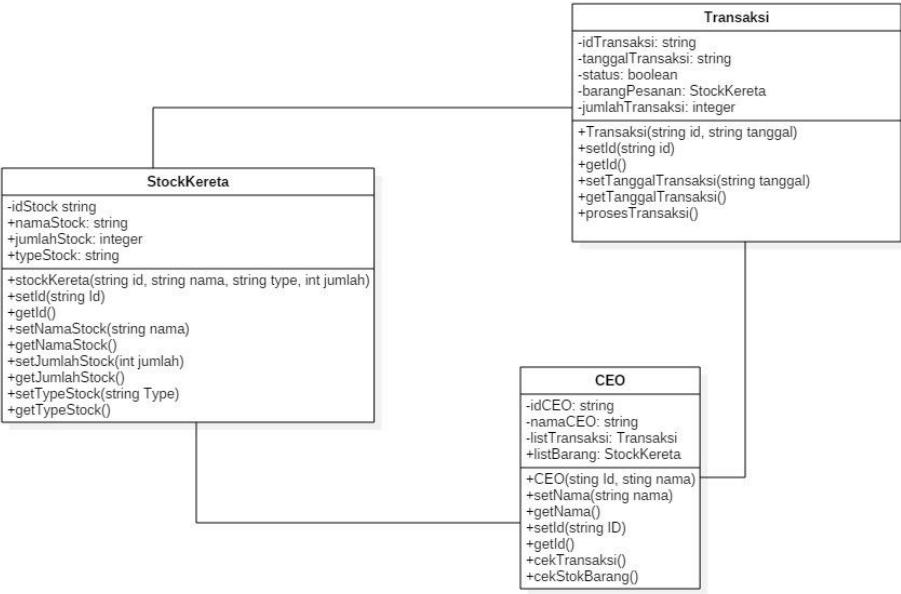 Transaksi
-idTransaksi: string
-tanggalTransaksi: string
-status: boolean
-barangPesanan: StockKereta
-jumlahTransaksi: integer
+Transaksi(string id, string tanggal)
+setId(string id)
+getId()
+setTanggalTransaksi(string tanggal)
+getTanggalTransaksi()
+prosesTransaksi()
StockKereta
-idStock string
+namaStock: string
+jumlahStock: integer
+typeStock: string
+stockKereta(string id, string nama, string type, int jumlah)
+setId(string Id)
+getId()
+setNamaStock(string nama)
+getNamaStock()
+setJumlahStock(int jumlah)
+getJumlahStock()
+setTypeStock(string Type)
+getTypeStock()
CEO
-idCEO: string
-namaCEO: string
-listTransaksi: Transaksi
+listBarang: StockKereta
+CEO(sting Id, sting nama)
+setNama(string nama)
+getNama()
+setId(string ID)
+getId()
+cekTransaksi()
+cekStokBarang()